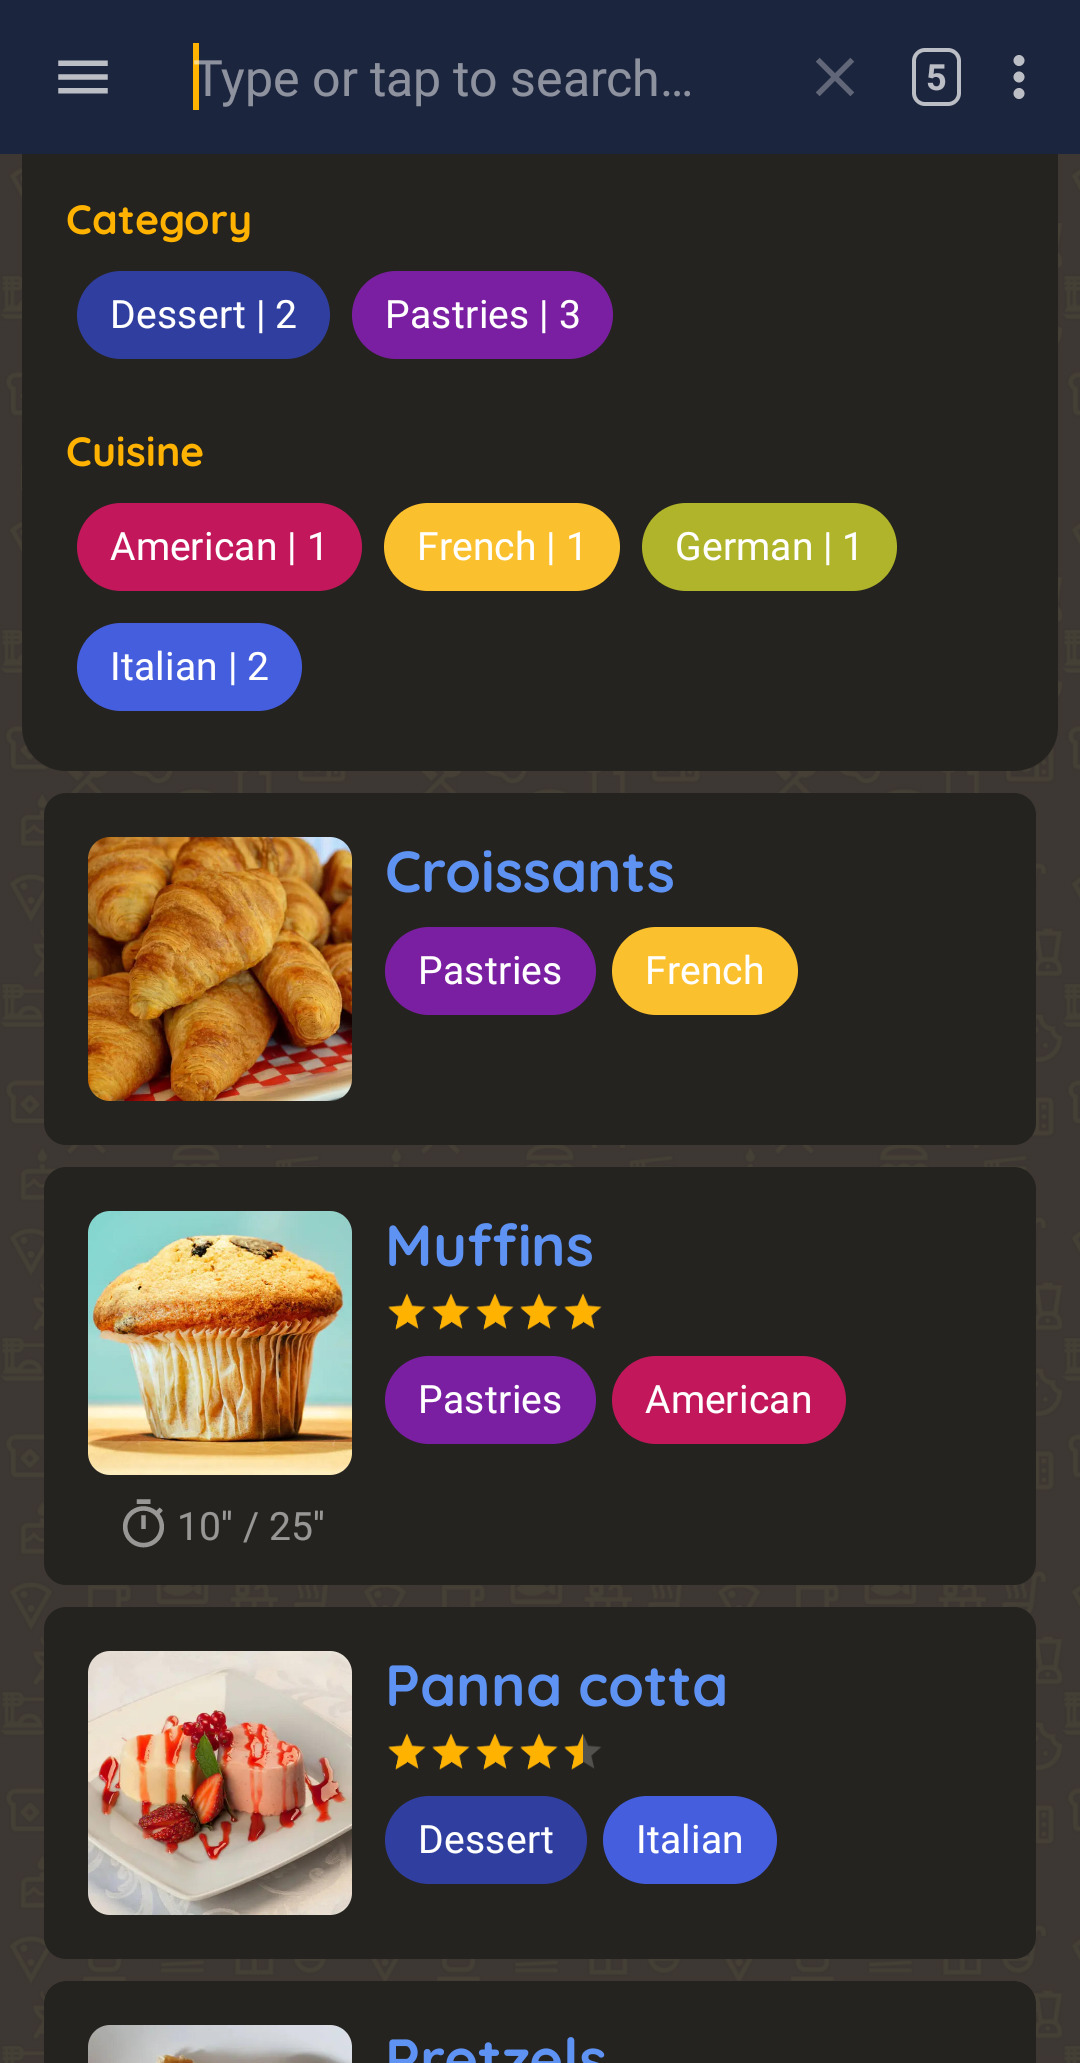 Type or tap to search...
5
Category
Dessert | 2
Pastries | 3
Cuisine
American | 1
French | 1
German | 1
Italian | 2
Croissants
Pastries
French
Muffins
Pastries
American
10" / 25"
Panna cotta
Dessert
Italian
Pretzels